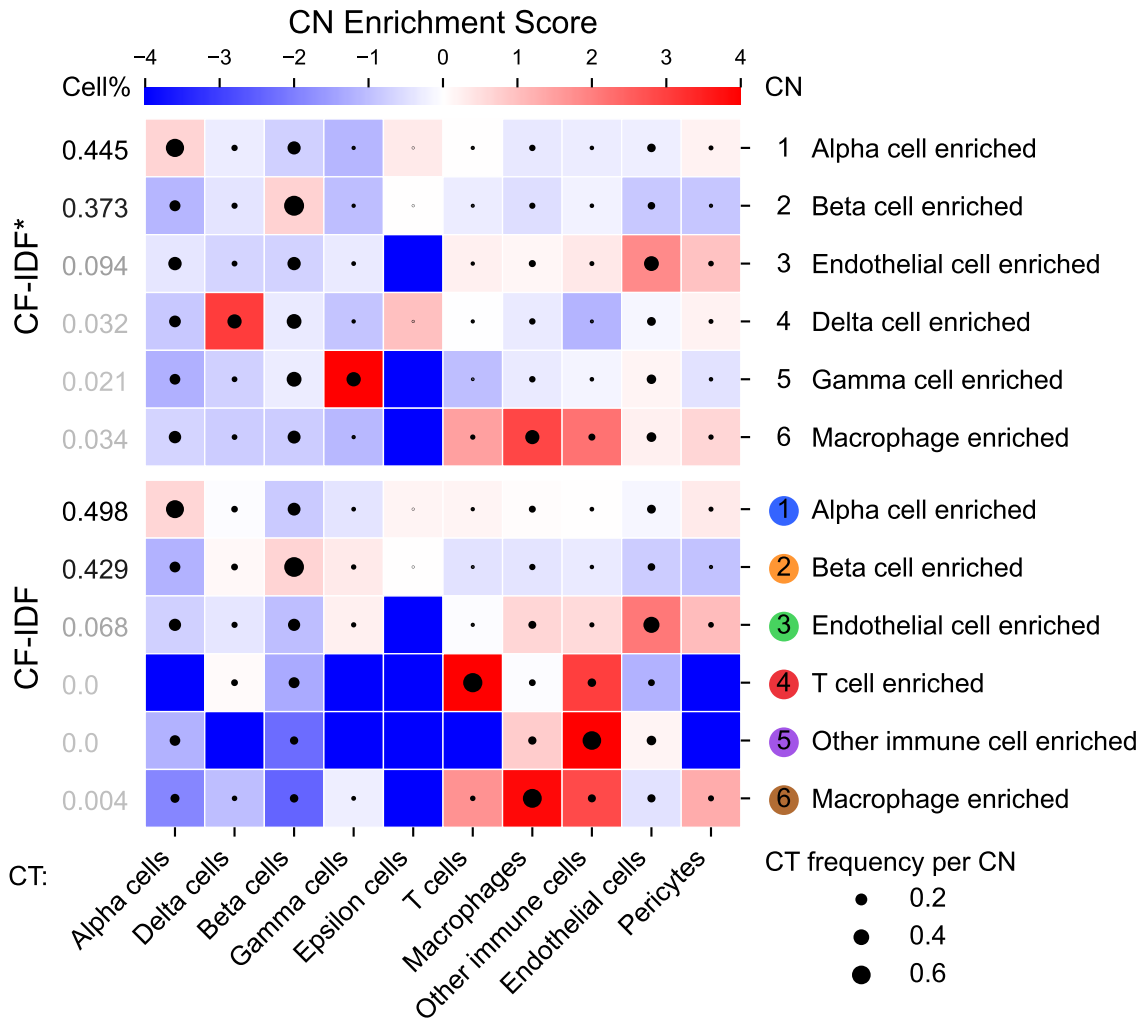 CN Enrichment Score
−4 −3 −2 −1 0 1 2 3 4
Cell% CN
CF-IDF*
0.445 1 Alpha cell enriched
0.373 2 Beta cell enriched
0.094 3 Endothelial cell enriched
0.032 4 Delta cell enriched
0.021 5 Gamma cell enriched
0.034 6 Macrophage enriched
CF-IDF
0.498 1 Alpha cell enriched
0.429 2 Beta cell enriched
0.068 3 Endothelial cell enriched
0.0 4 T cell enriched
0.0 5 Other immune cell enriched
0.004 6 Macrophage enriched
CT:
Alpha cells
Delta cells
Beta cells
Gamma cells
Epsilon cells
T cells
Macrophages
Other immune cells
Endothelial cells
Pericytes
CT frequency per CN
0.2
0.4
0.6